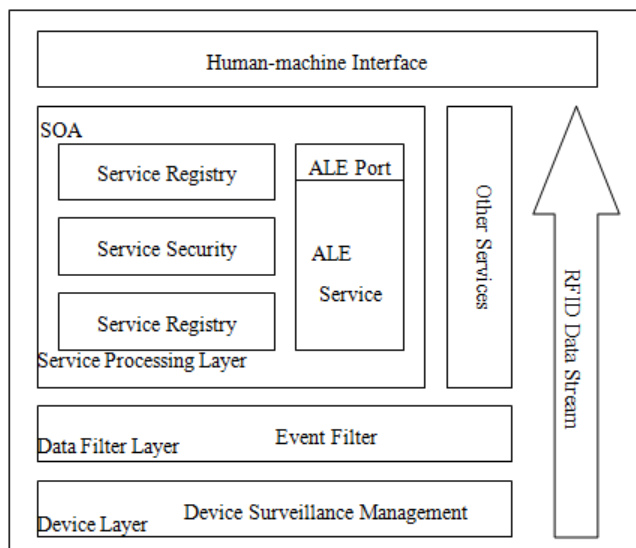 Human-machine Interface
SOA
Service Registry
Service Security
Service Registry
Service Processing Layer
ALE Port
ALE
Service
Other Services
RFID Data Stream
Event Filter
Data Filter Layer
Device Surveillance Management
Device Layer